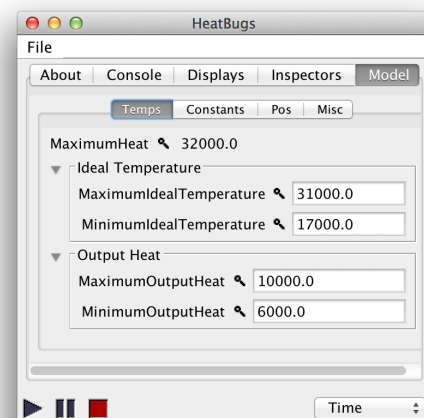 HeatBugs
File
About Console Displays Inspectors Model
Temps Constants Pos Misc
MaximumHeat 32000.0
Ideal Temperature
MaximumIdealTemperature 31000.0
MinimumIdealTemperature 17000.0
Output Heat
MaximumOutputHeat 10000.0
MinimumOutputHeat 6000.0
Time